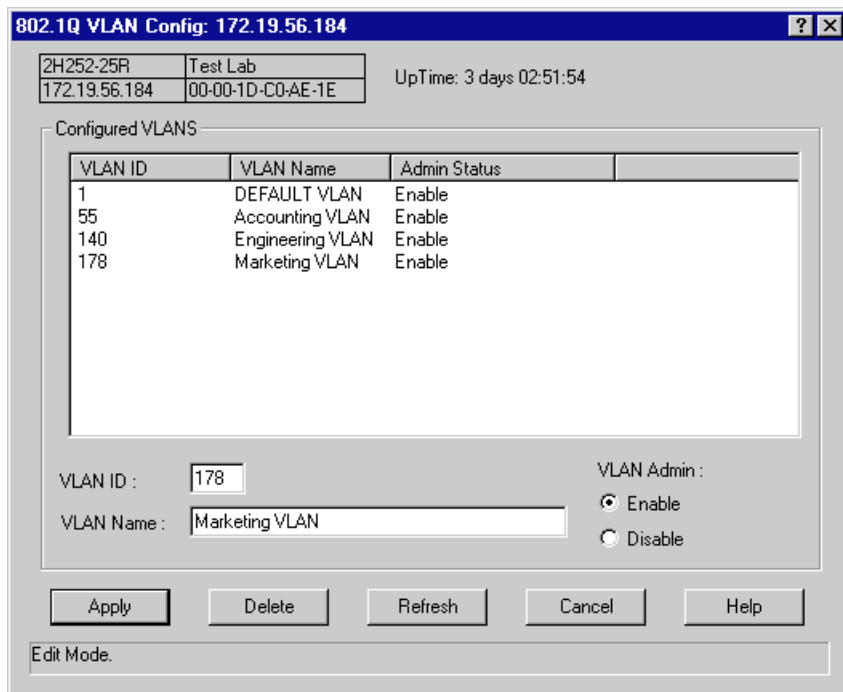 802.1Q VLAN Config: 172.19.56.184
2H252-25R Test Lab
172.19.56.184 00-00-1D-C0-AE-1E
UpTime: 3 days 02:51:54
Configured VLANS
VLAN ID VLAN Name Admin Status
1 DEFAULT VLAN Enable
55 Accounting VLAN Enable
140 Engineering VLAN Enable
178 Marketing VLAN Enable
VLAN ID : 178
VLAN Name : Marketing VLAN
VLAN Admin :
Enable
Disable
Apply Delete Refresh Cancel Help
Edit Mode.